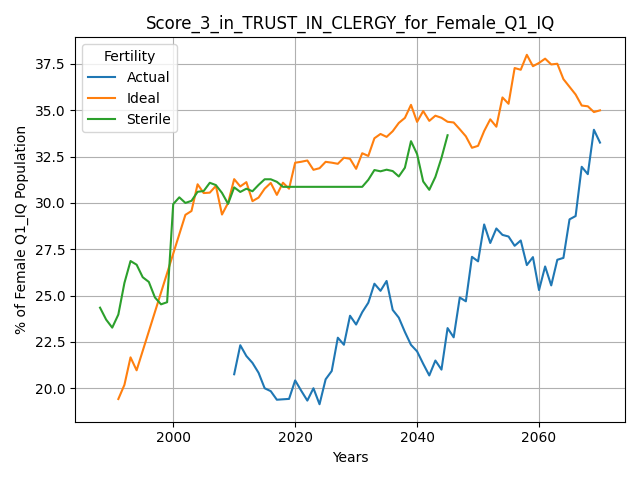 Score_3_in_TRUST_IN_CLERGY_for_Female_Q1_IQ
Fertility
Actual
Ideal
Sterile
% of Female Q1_IQ Population
37.5
35.0
32.5
30.0
27.5
25.0
22.5
20.0
2000
2020
2040
2060
Years